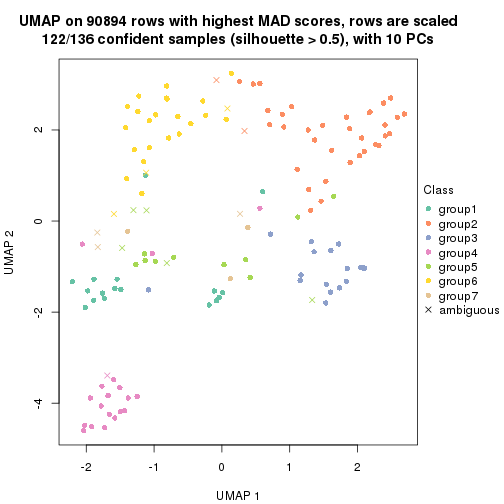 UMAP on 90894 rows with highest MAD scores, rows are scaled
122/136 confident samples (silhouette > 0.5), with 10 PCs
2
0
-2
-4
UMAP 2
-2
-1
0
1
2
UMAP 1
Class
group1
group2
group3
group4
group5
group6
group7
ambiguous